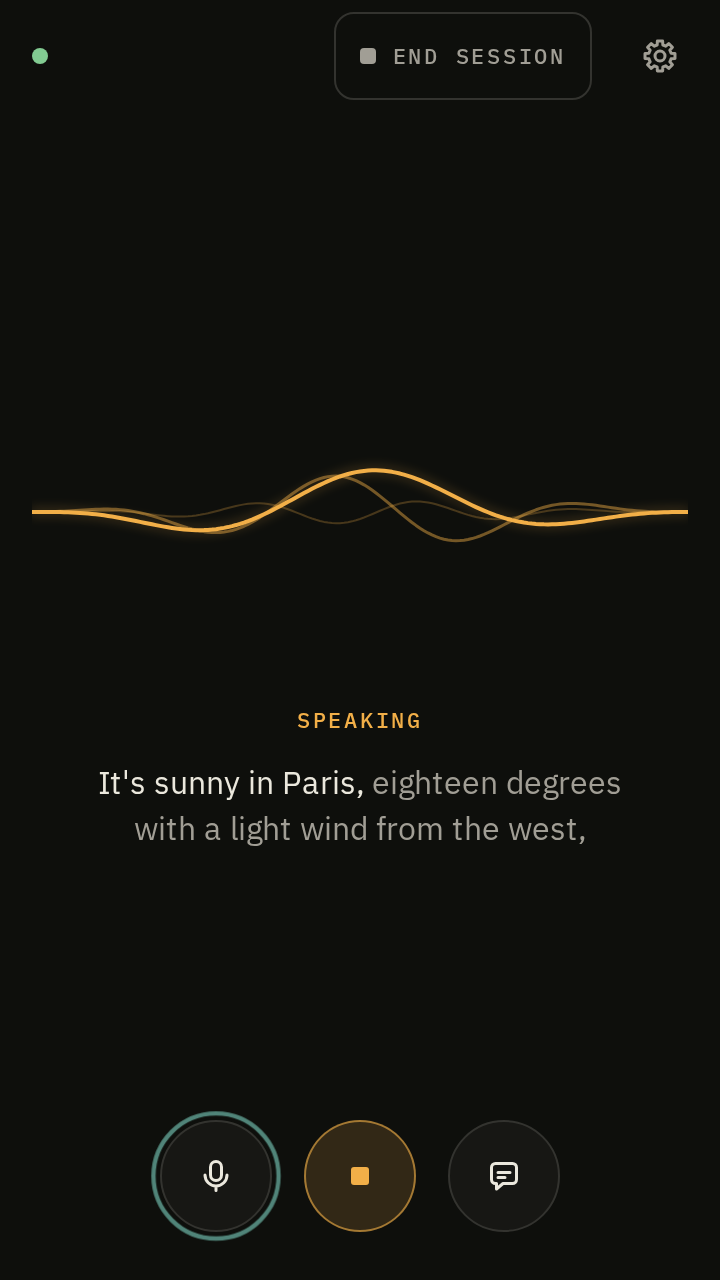 END SESSION
SPEAKING
It's sunny in Paris, eighteen degrees
with a light wind from the west,